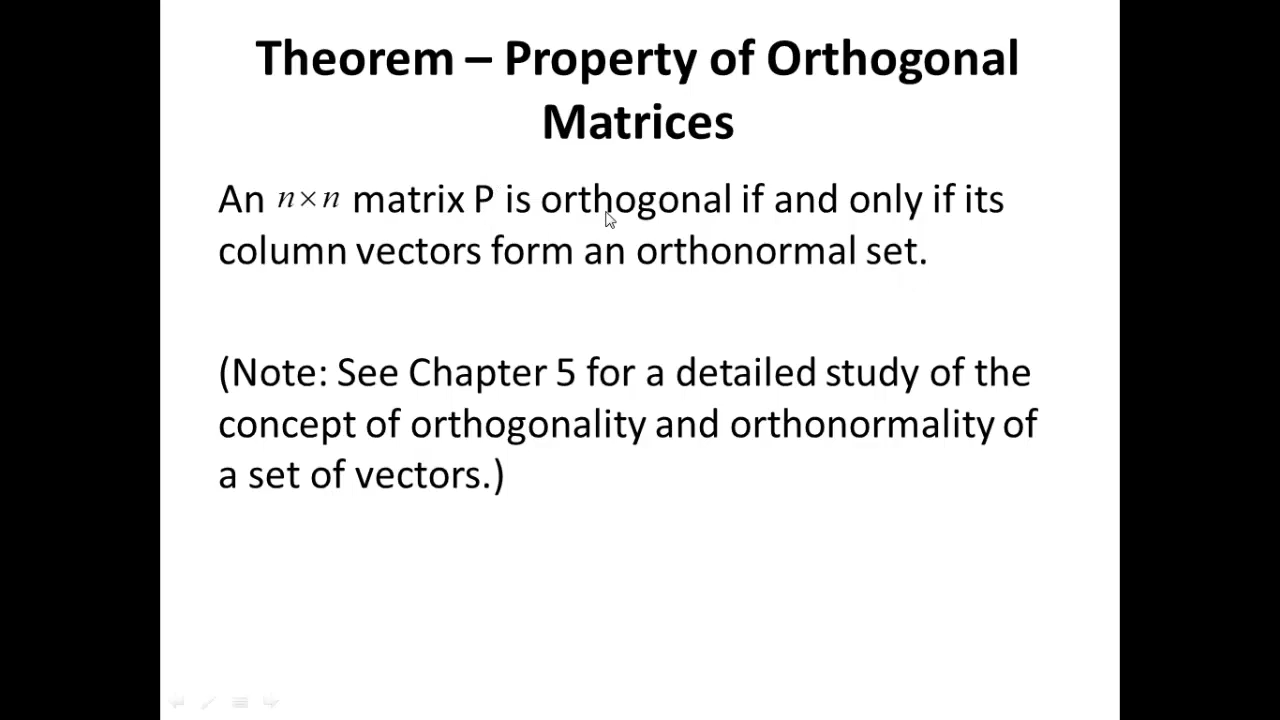 Theorem – Property of Orthogonal
Matrices
An n×n matrix P is orthogonal if and only if its
column vectors form an orthonormal set.
(Note: See Chapter 5 for a detailed study of the
concept of orthogonality and orthonormality of
a set of vectors.)